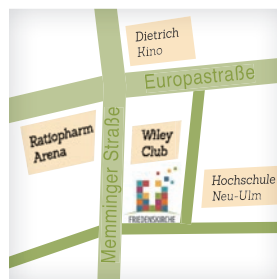 Dietrich
Kino
Europastraße
Ratiopharm
Arena
Wiley
Club
Memminger Straße
Hochschule
Neu-Ulm
FRIEDENSKIRCHE